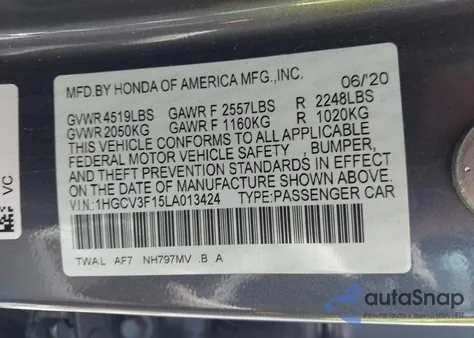 MFD.BY HONDA OF AMERICA MFG.,INC. 06/20
GVWR 4519LBS GAWR F 2557LBS R 2248LBS
GVWR 2050KG GAWR F 1160KG R 1020KG
THIS VEHICLE CONFORMS TO ALL APPLICABLE
FEDERAL MOTOR VEHICLE SAFETY , BUMPER,
AND THEFT PREVENTION STANDARDS IN EFFECT
ON THE DATE OF MANUFACTURE SHOWN ABOVE.
V.I.N:1HGCV3F15LA013424 TYPE:PASSENGER CAR
TWAL AF7 NH797MV .B .A
VC
autoSnap